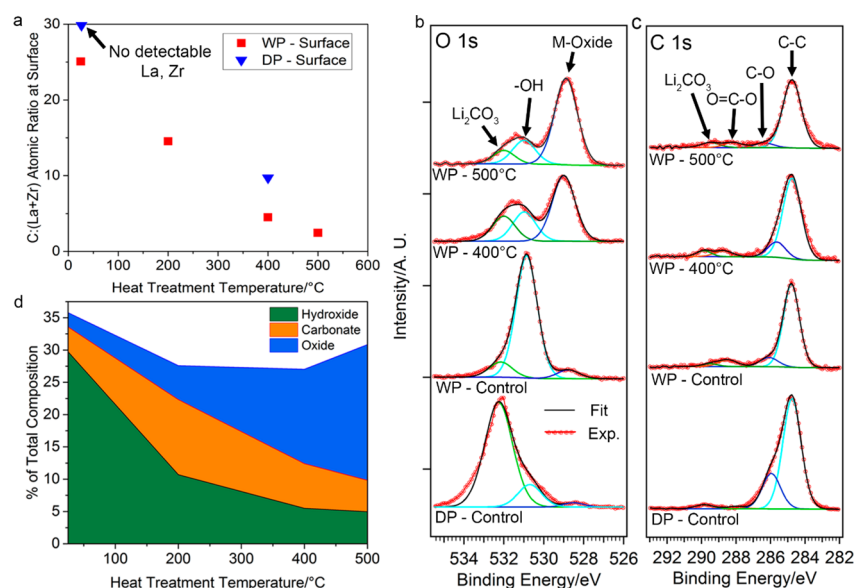 a
C:(La+Zr) Atomic Ratio at Surface
30
20
10
0
No detectable
La, Zr
WP - Surface
DP - Surface
0 100 200 300 400 500 600
Heat Treatment Temperature/°C
b
O 1s
M-Oxide
-OH
Li2CO3
WP - 500°C
WP - 400°C
WP - Control
Fit
Exp.
DP - Control
Intensity/A. U.
534 532 530 528 526
Binding Energy/eV
c
C 1s
C-C
C-O
Li2CO3
O=C-O
WP - 500°C
WP - 400°C
WP - Control
DP - Control
292 290 288 286 284 282
Binding Energy/eV
d
% of Total Composition
35
30
25
20
15
10
5
0
Hydroxide
Carbonate
Oxide
100 200 300 400 500
Heat Treatment Temperature/°C